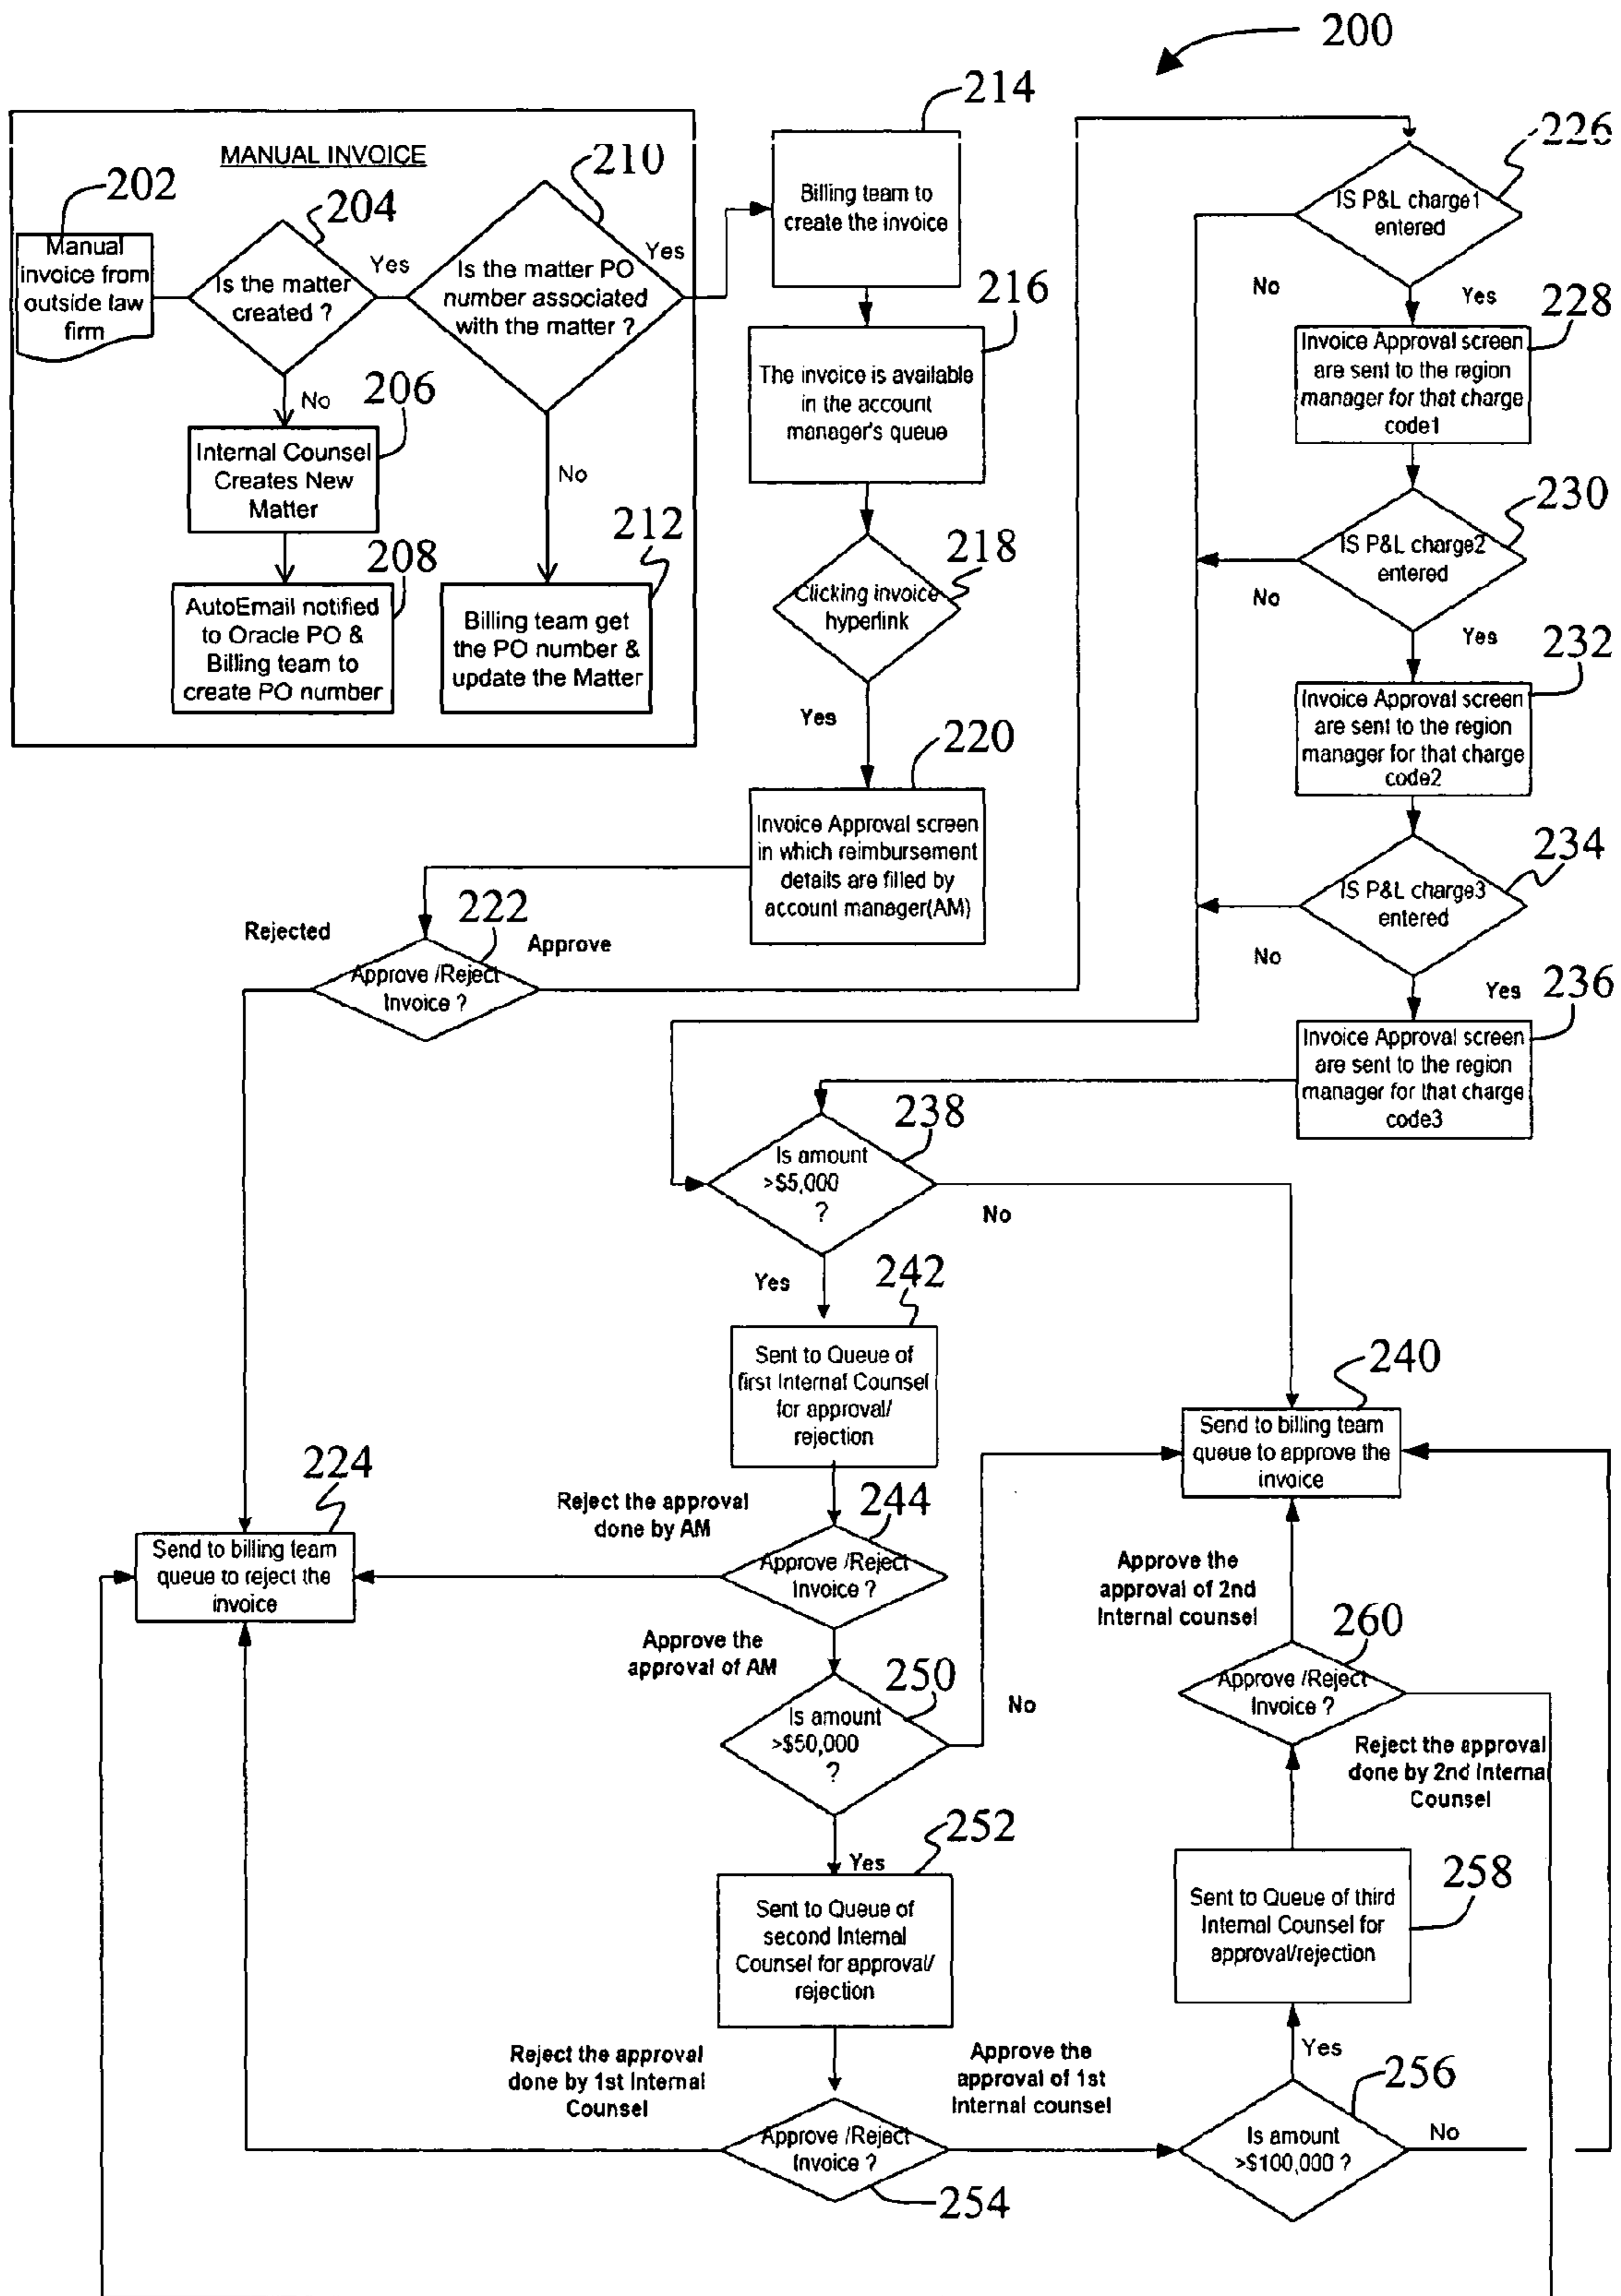 200
214
226
MANUAL INVOICE
210
202
204
Manual
invoice from
outside law
firm
Is the matter
created ?
Yes
Is the matter PO
number associated
with the matter ?
Yes
Billing team to
create the invoice
IS P&L charge1
entered
No
Yes
216
228
No
206
The invoice is available
in the account
manager's queue
Invoice Approval screen
are sent to the region
manager for that charge
code1
Internal Counsel
Creates New
Matter
No
230
212
218
208
IS P&L charge2
entered
No
Yes
AutoEmail notified
to Oracle PO &
Billing team to
create PO number
Billing team get
the PO number &
update the Matter
Clicking invoice
hyperlink
Yes
232
Invoice Approval screen
are sent to the region
manager for that charge
code2
220
Invoice Approval screen
in which reimbursement
details are filled by
account manager(AM)
234
IS P&L charge3
entered
No
Yes
222
Rejected
Approve
Approve /Reject
Invoice ?
236
Invoice Approval screen
are sent to the region
manager for that charge
code3
238
Is amount
>$5,000
?
No
Yes
242
Sent to Queue of
first Internal Counsel
for approval/
rejection
240
Send to billing team
queue to approve the
invoice
224
Send to billing team
queue to reject the
invoice
Reject the approval
done by AM
244
Approve /Reject
Invoice ?
Approve the
approval of AM
Approve the
approval of 2nd
Internal counsel
260
Approve /Reject
Invoice ?
250
Is amount
>$50,000
?
No
Reject the approval
done by 2nd Interna
Counsel
252
Yes
Sent to Queue of
second Internal
Counsel for approval/
rejection
258
Sent to Queue of third
Internal Counsel for
approval/rejection
Yes
Reject the approval
done by 1st Internal
Counsel
Approve the
approval of 1st
Internal counsel
256
Approve /Reject
Invoice ?
254
Is amount
>$100,000 ?
No